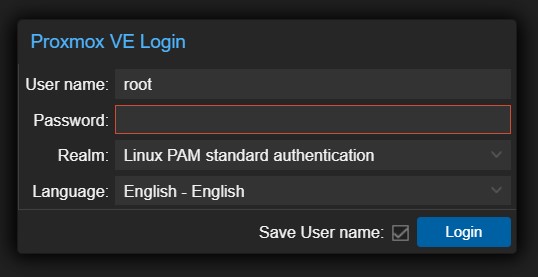 Proxmox VE Login
User name: root
Password:
Realm: Linux PAM standard authentication
Language: English - English
Save User name: Login